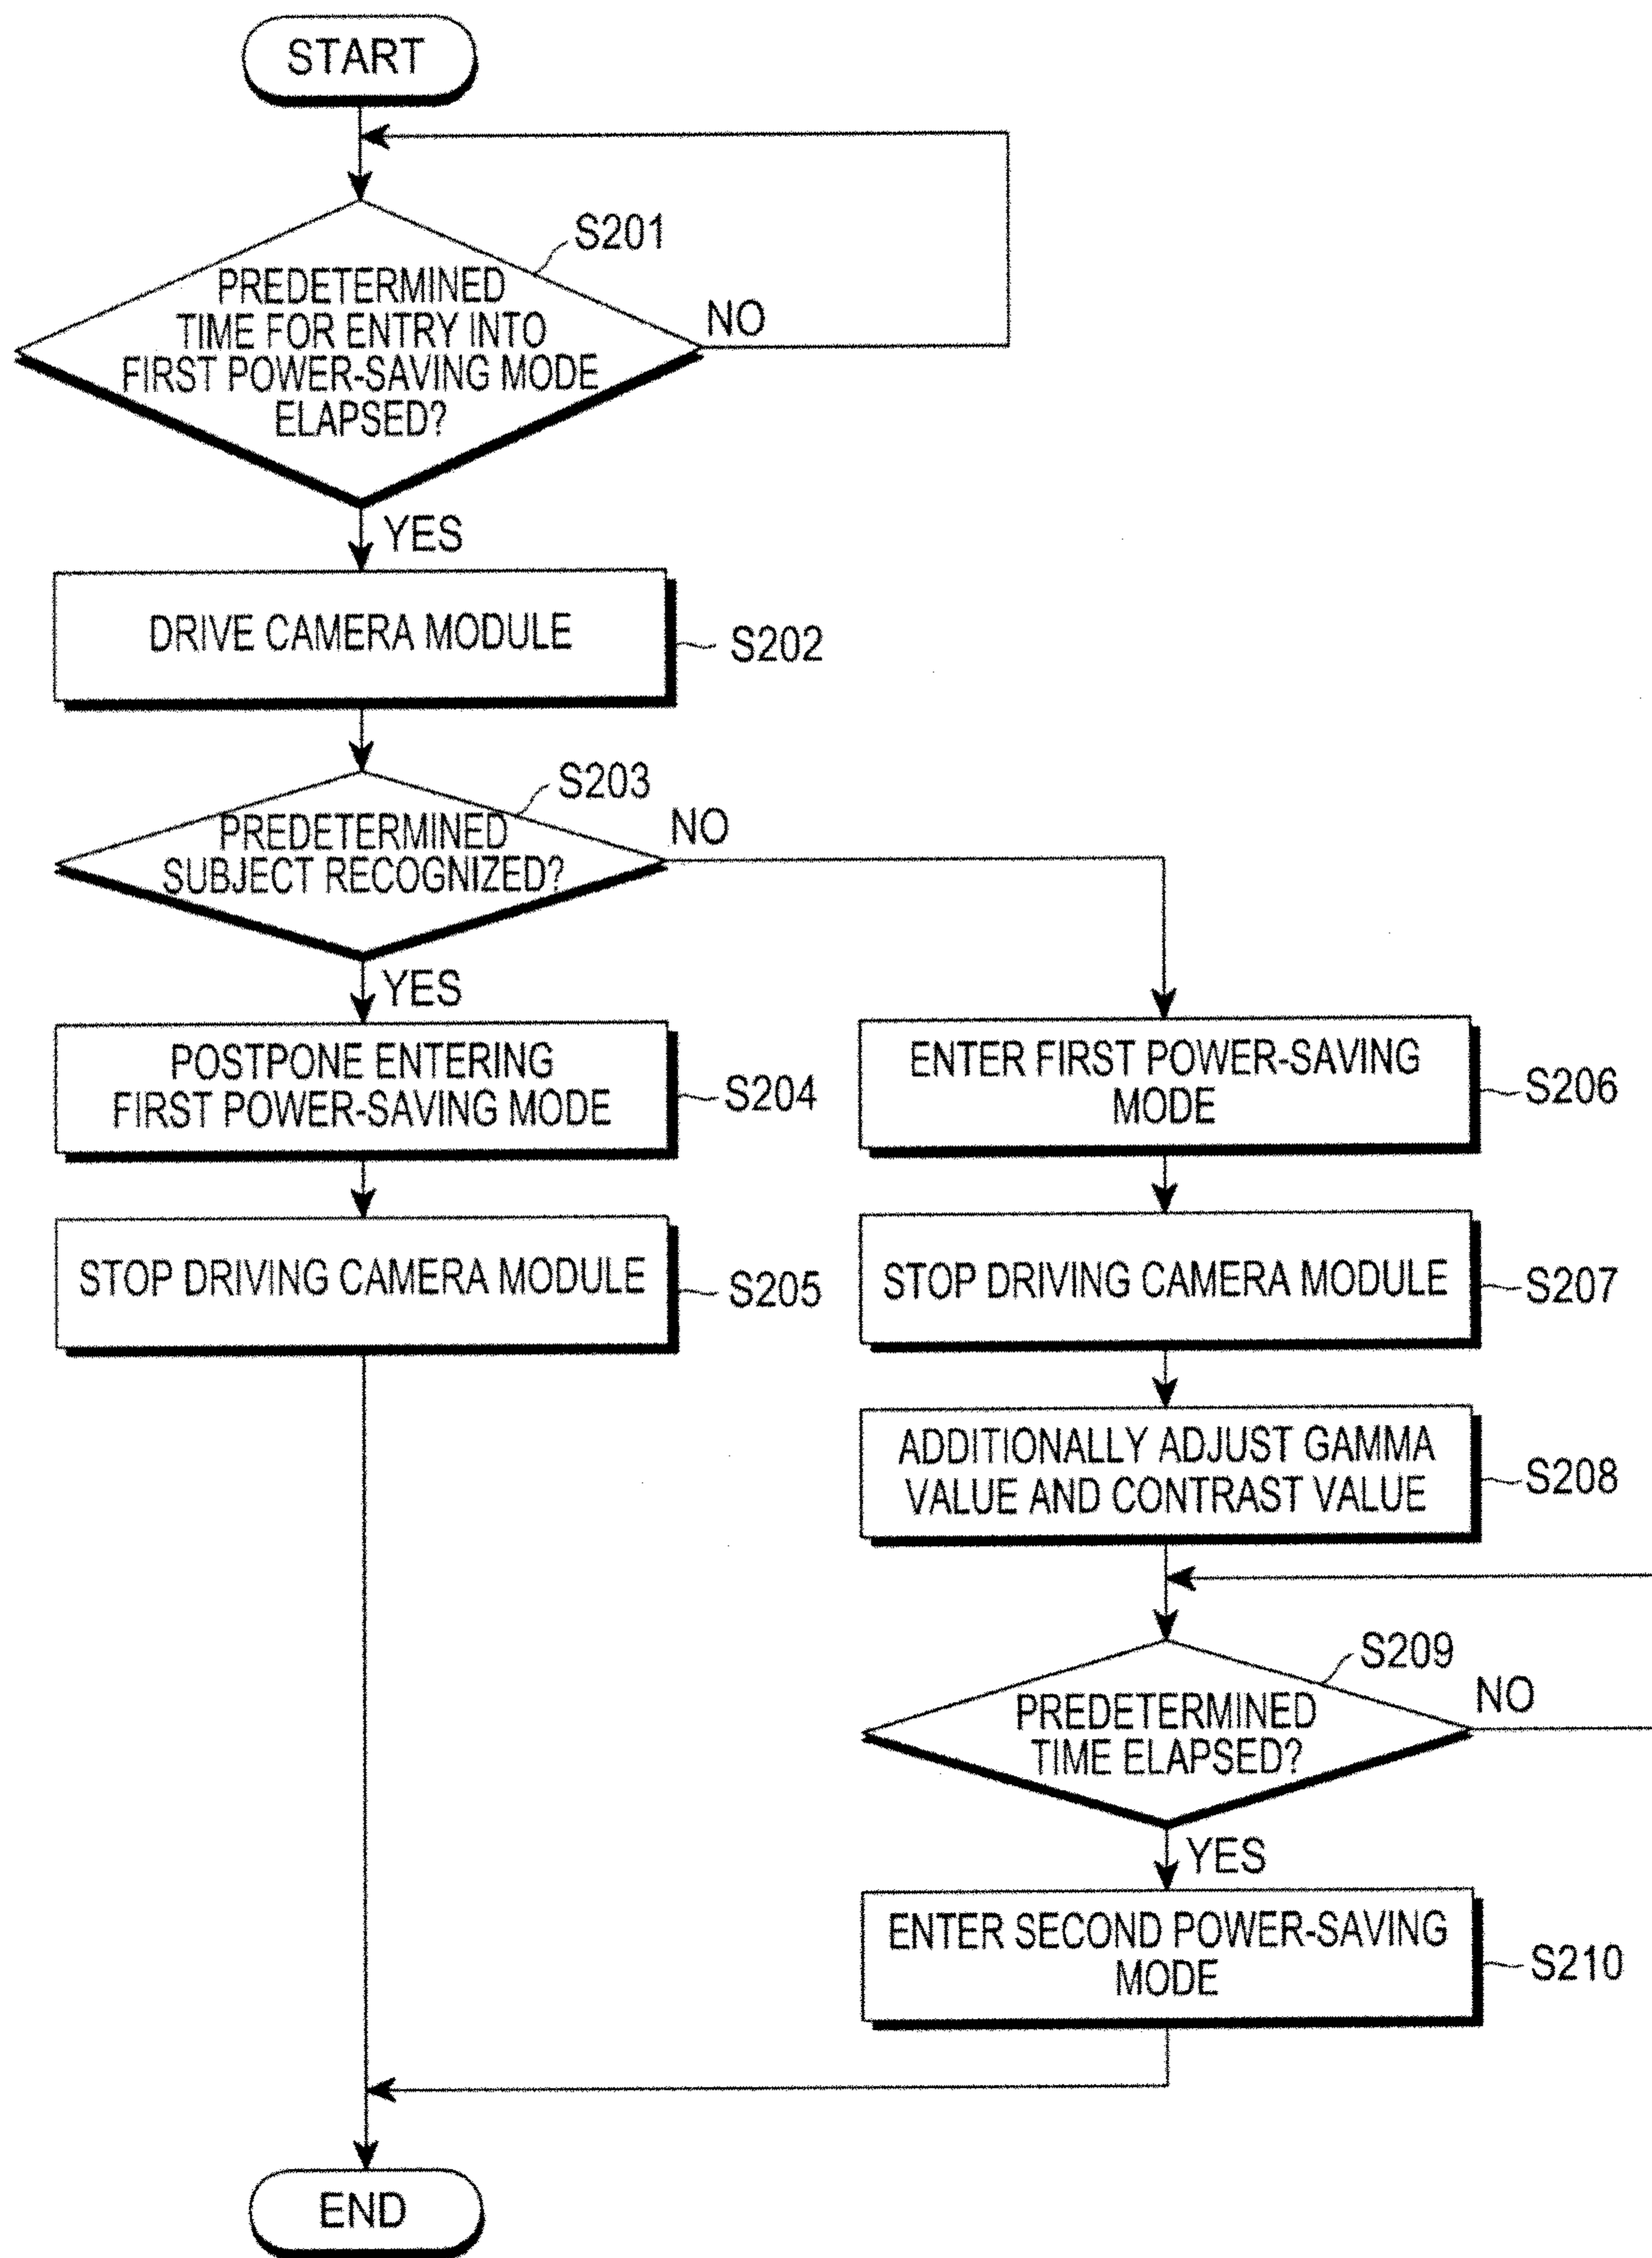 START
S201
PREDETERMINED
TIME FOR ENTRY INTO
FIRST POWER-SAVING MODE
ELAPSED?
NO
YES
DRIVE CAMERA MODULE
S202
S203
PREDETERMINED
SUBJECT RECOGNIZED?
NO
YES
POSTPONE ENTERING
FIRST POWER-SAVING MODE
S204
STOP DRIVING CAMERA MODULE
S205
ENTER FIRST POWER-SAVING
MODE
S206
STOP DRIVING CAMERA MODULE
S207
ADDITIONALLY ADJUST GAMMA
VALUE AND CONTRAST VALUE
S208
S209
PREDETERMINED
TIME ELAPSED?
NO
YES
ENTER SECOND POWER-SAVING
MODE
S210
END